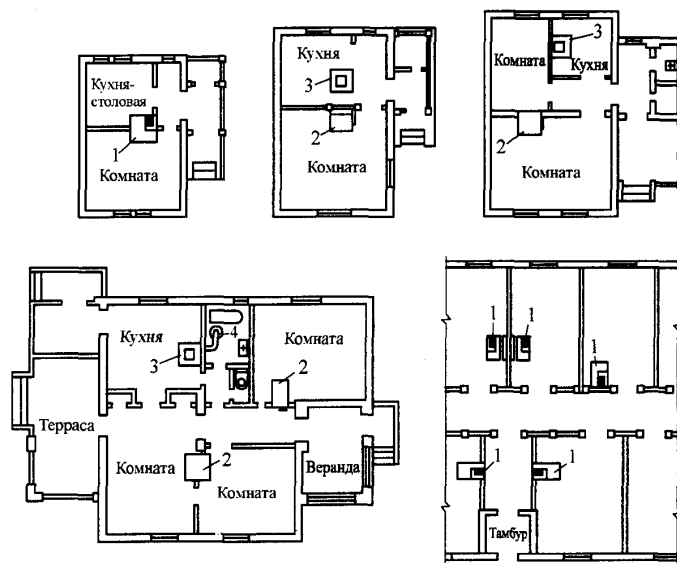 Кухня-
столовая
1
Комната
Кухня
3
2
Комната
3
Комната
Кухня
2
Комната
Кухня
3
4
Комната
2
Терраса
Комната
2
Комната
Веранда
1
1
1
1
1
Тамбур